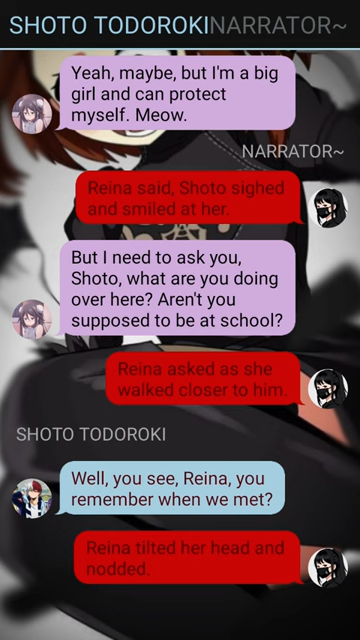 SHOTO TODOROKI NARRATOR~
Yeah, maybe, but I'm a big
girl and can protect
myself. Meow.
NARRATOR~
Reina said, Shoto sighed
and smiled at her.
But I need to ask you,
Shoto, what are you doing
over here? Aren't you
supposed to be at school?
Reina asked as she
walked closer to him.
SHOTO TODOROKI
Well, you see, Reina, you
remember when we met?
Reina tilted her head and
nodded.